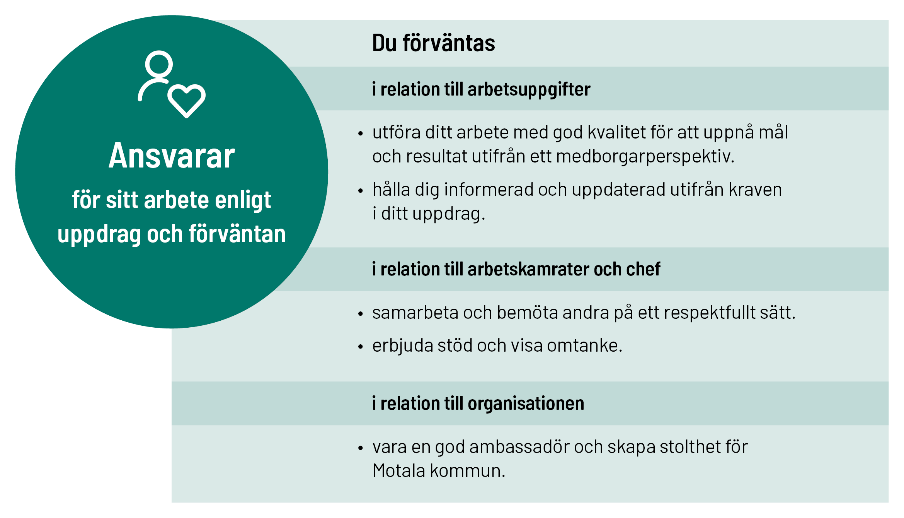 Ansvarar
för sitt arbete enligt
uppdrag och förväntan
Du förväntas
i relation till arbetsuppgifter
• utföra ditt arbete med god kvalitet för att uppnå mål
och resultat utifrån ett medborgarperspektiv.
• hålla dig informerad och uppdaterad utifrån kraven
i ditt uppdrag.
i relation till arbetskamrater och chef
• samarbeta och bemöta andra på ett respektfullt sätt.
• erbjuda stöd och visa omtanke.
i relation till organisationen
• vara en god ambassadör och skapa stolthet för
Motala kommun.